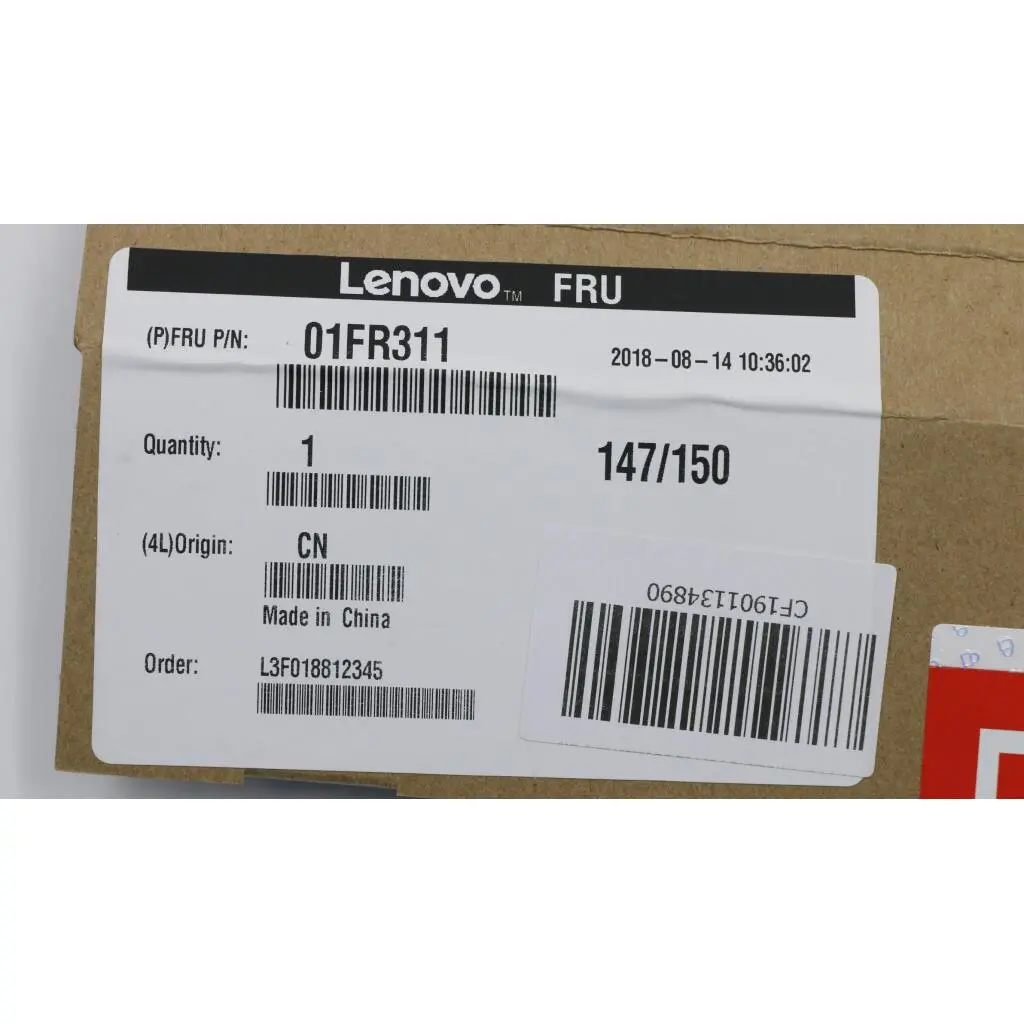 Lenovo™ FRU
(P)FRU P/N: 01FR311
2018-08-14 10:36:02
Quantity: 1
147/150
(4L)Origin: CN
Made in China
Order: L3F018812345
CF1901134890